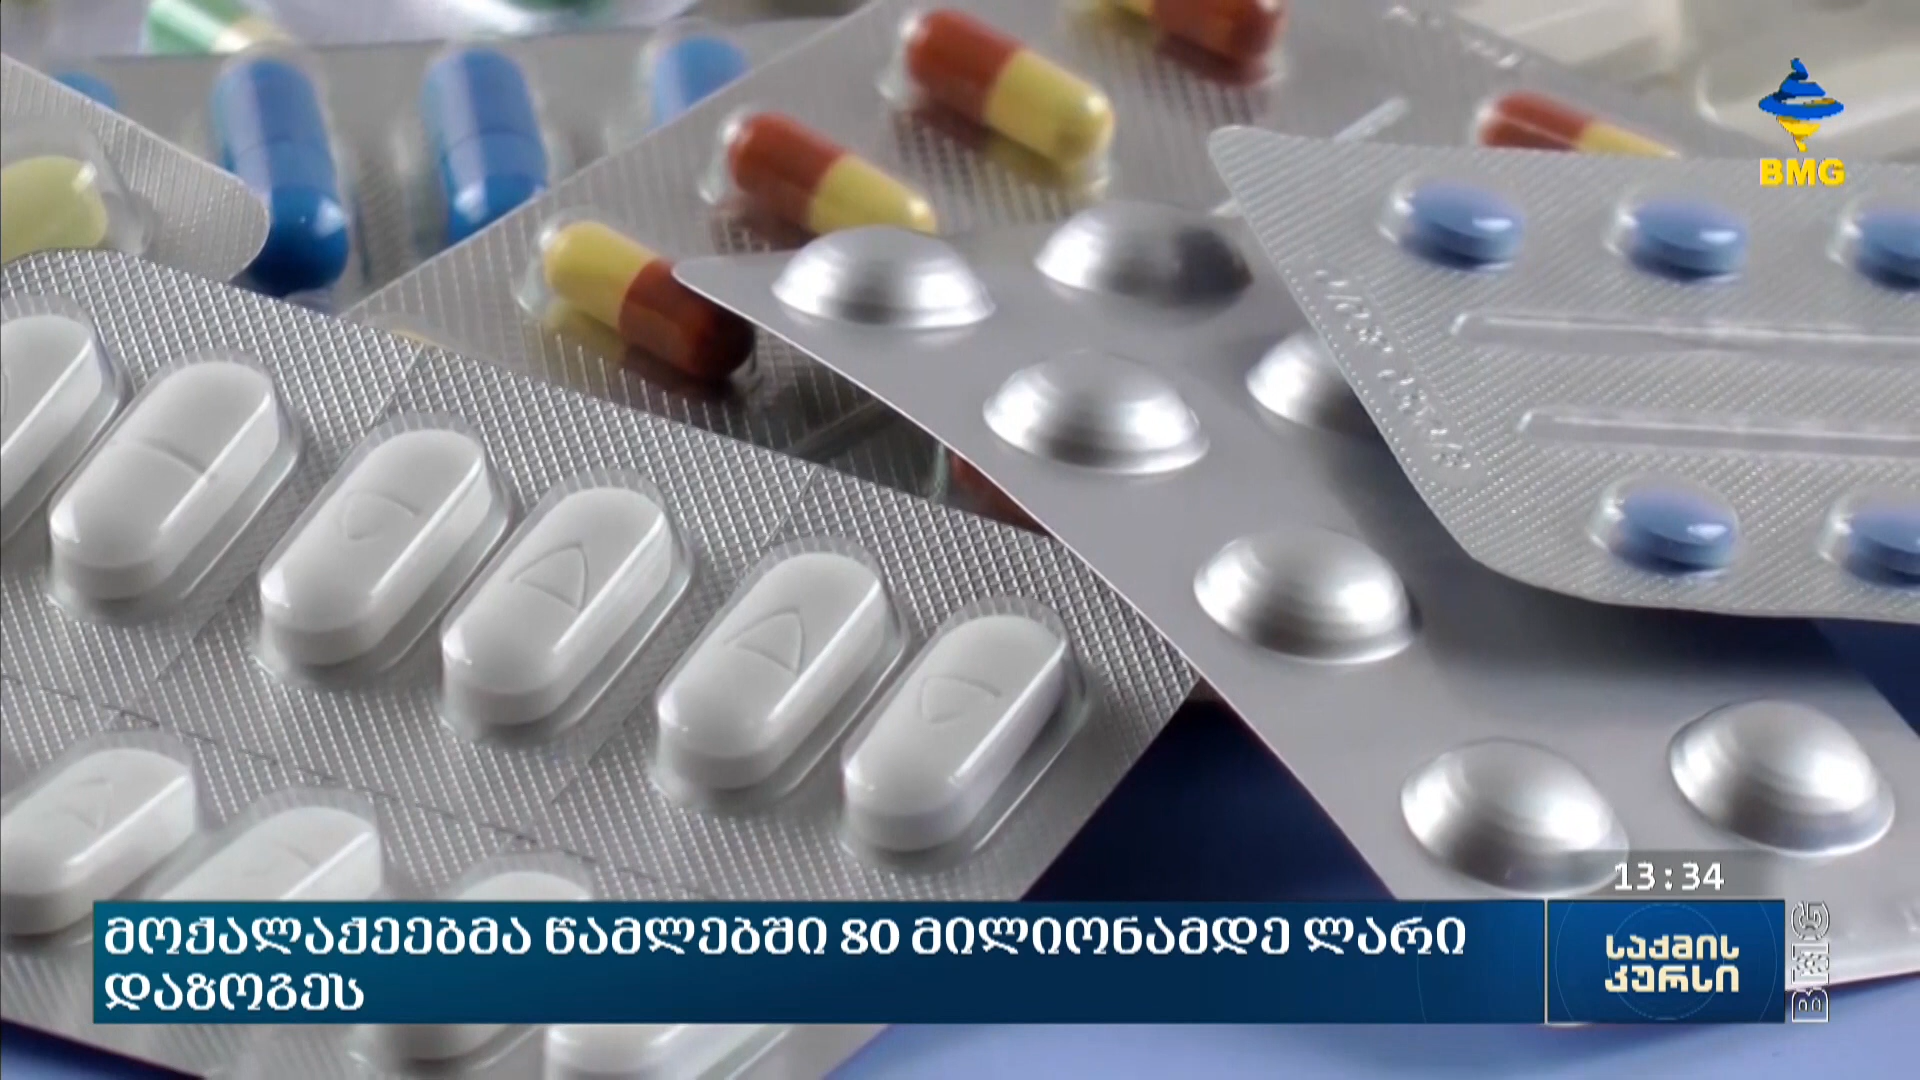 BMG
13:34
მოქალაქეებმა წამლებში 80 მილიონამდე ლარი
დაზოგეს
საქმის
კურსი
BMG